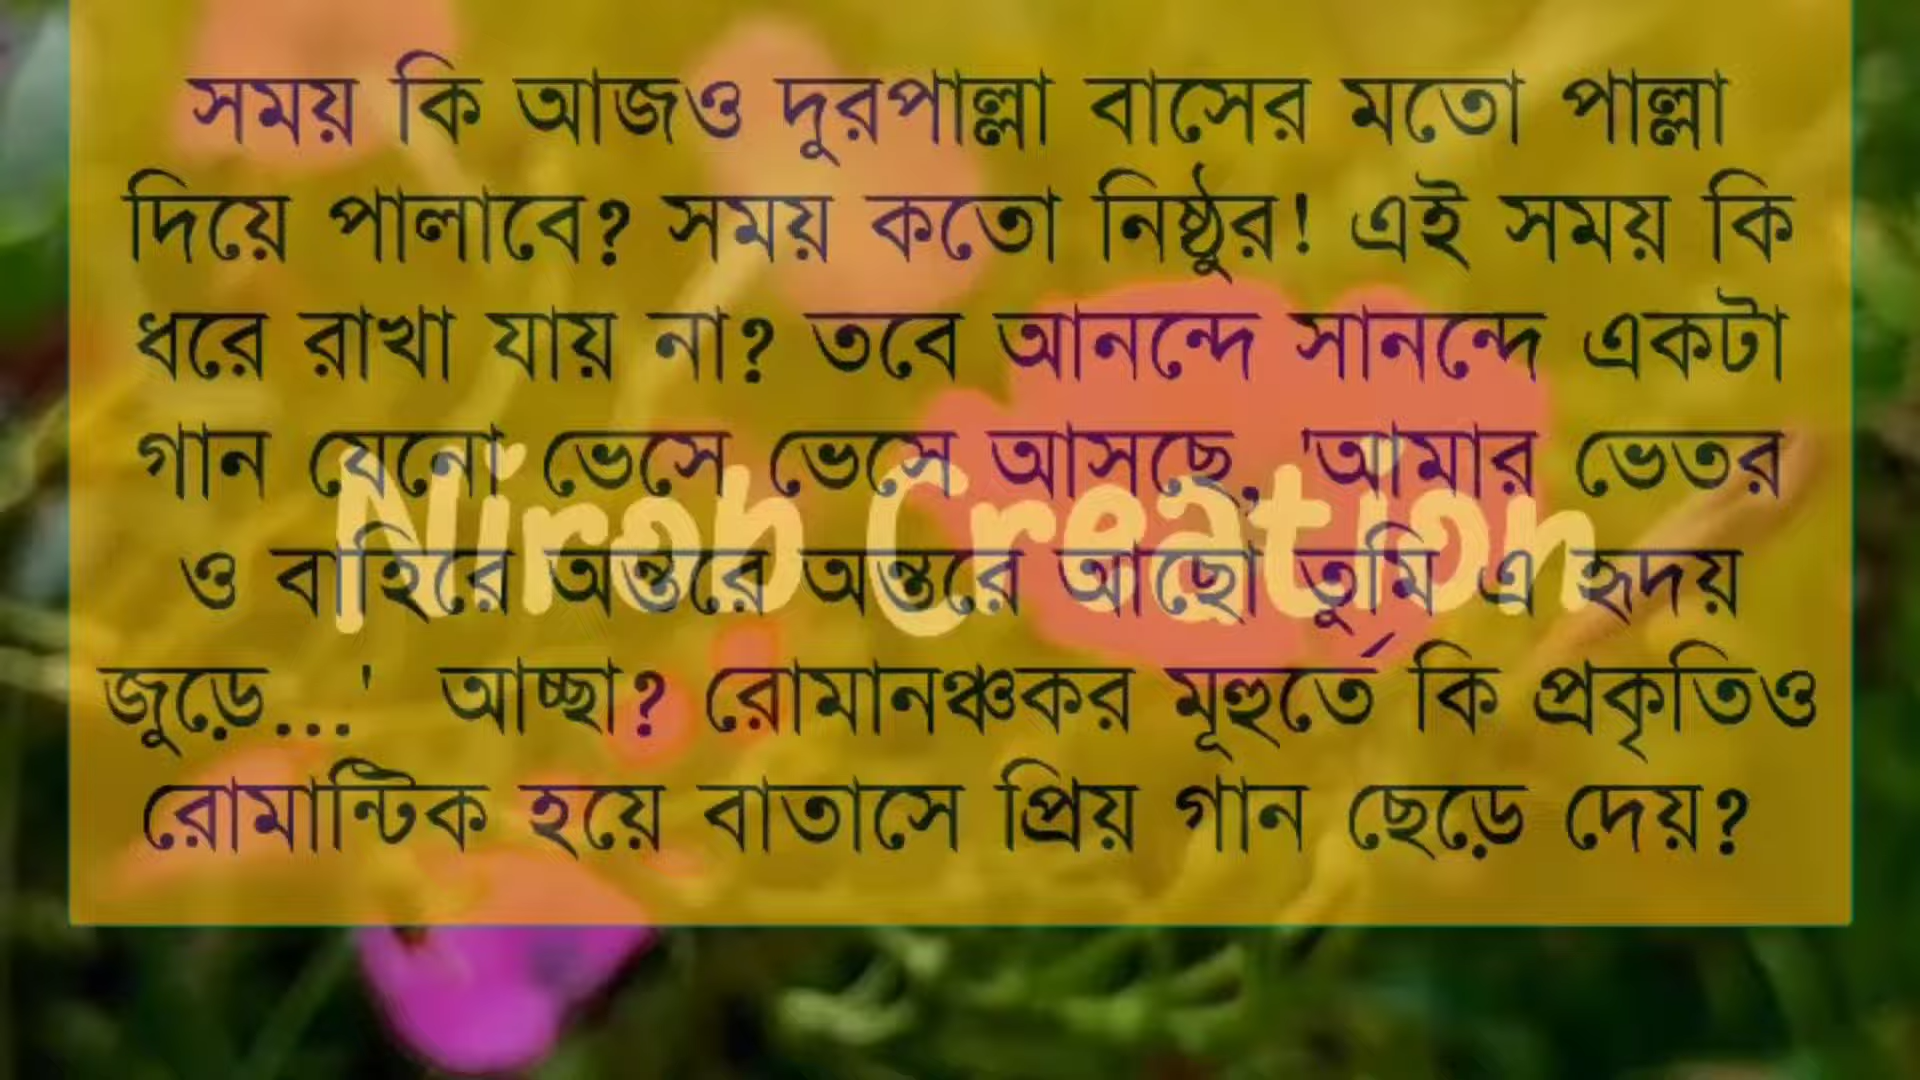 সময় কি আজও দুরপাল্লা বাসের মতো পাল্লা
দিয়ে পালাবে? সময় কতো নিষ্ঠুর! এই সময় কি
ধরে রাখা যায় না? তবে আনন্দে সানন্দে একটা
গান যেনো ভেসে ভেসে আসছে, 'আমার ভেতর
Nirob Creation
ও বাহিরে অন্তরে অন্তরে আছো তুমি এ হৃদয়
জুড়ে...' আচ্ছা? রোমানঞ্চকর মূহুর্তে কি প্রকৃতিও
রোমান্টিক হয়ে বাতাসে প্রিয় গান ছেড়ে দেয়?